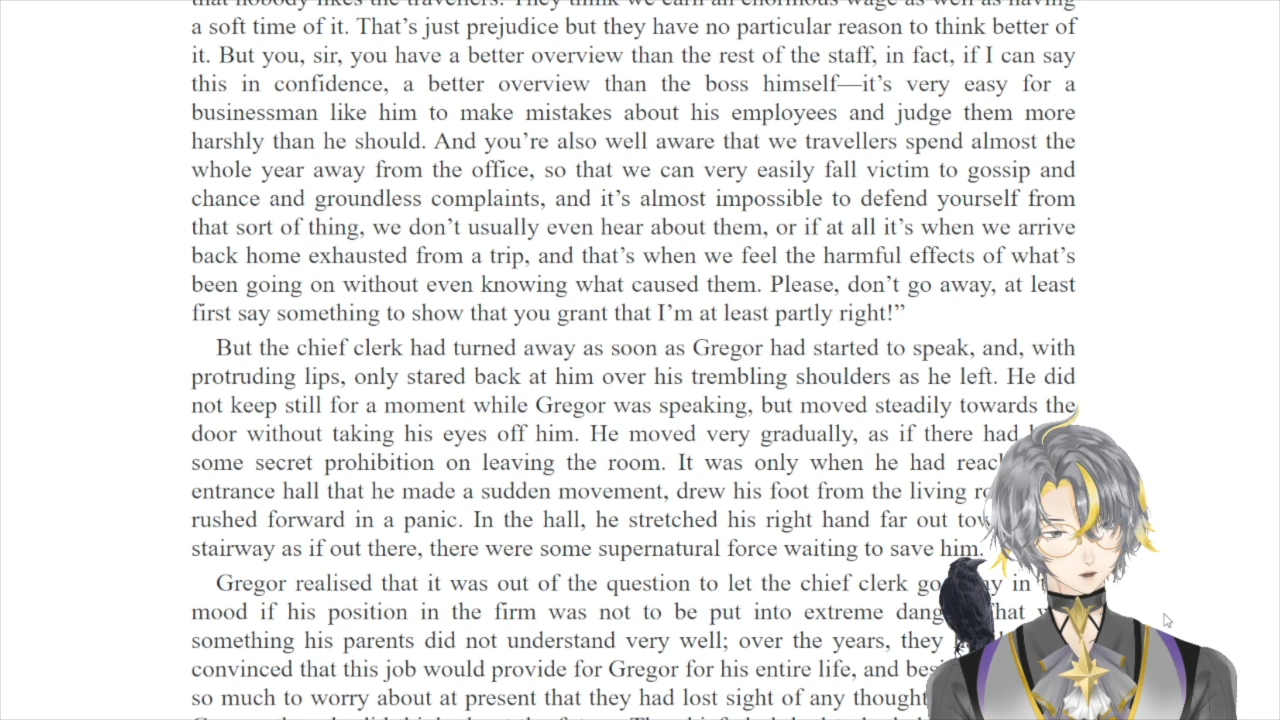 that nobody likes the travellers. They think we earn an enormous wage as well as having
a soft time of it. That’s just prejudice but they have no particular reason to think better of
it. But you, sir, you have a better overview than the rest of the staff, in fact, if I can say
this in confidence, a better overview than the boss himself—it’s very easy for a
businessman like him to make mistakes about his employees and judge them more
harshly than he should. And you’re also well aware that we travellers spend almost the
whole year away from the office, so that we can very easily fall victim to gossip and
chance and groundless complaints, and it’s almost impossible to defend yourself from
that sort of thing, we don’t usually even hear about them, or if at all it’s when we arrive
back home exhausted from a trip, and that’s when we feel the harmful effects of what’s
been going on without even knowing what caused them. Please, don’t go away, at least
first say something to show that you grant that I’m at least partly right!”
But the chief clerk had turned away as soon as Gregor had started to speak, and, with
protruding lips, only stared back at him over his trembling shoulders as he left. He did
not keep still for a moment while Gregor was speaking, but moved steadily towards the
door without taking his eyes off him. He moved very gradually, as if there had
some secret prohibition on leaving the room. It was only when he had
entrance hall that he made a sudden movement, drew his foot from the living
rushed forward in a panic. In the hall, he stretched his right hand far out
stairway as if out there, there were some supernatural force waiting to save him.
Gregor realised that it was out of the question to let the chief clerk go in
mood if his position in the firm was not to be put into extreme
something his parents did not understand very well; over the years, they
convinced that this job would provide for Gregor for his entire life, and
so much to worry about at present that they had lost sight of any